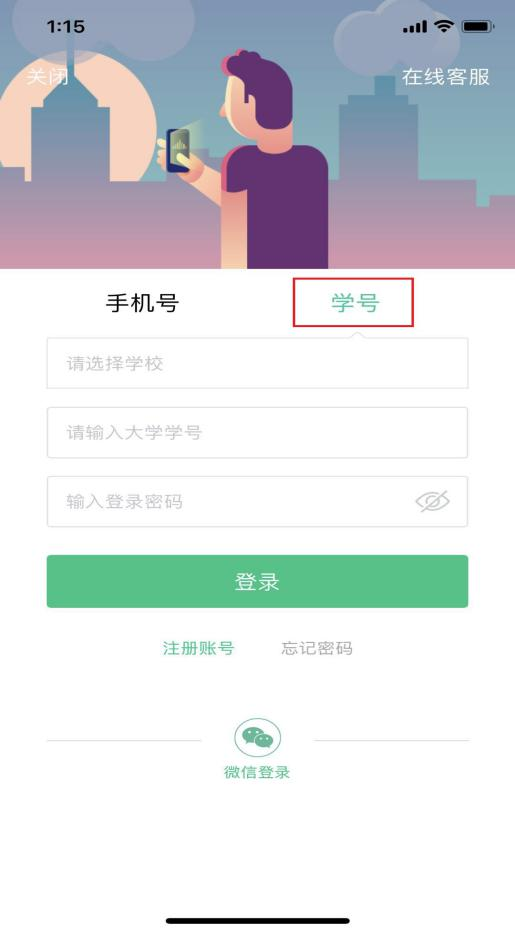 1:15
关闭 在线客服
手机号 学号
请选择学校
请输入大学学号
输入登录密码
登录
注册账号 忘记密码
微信登录